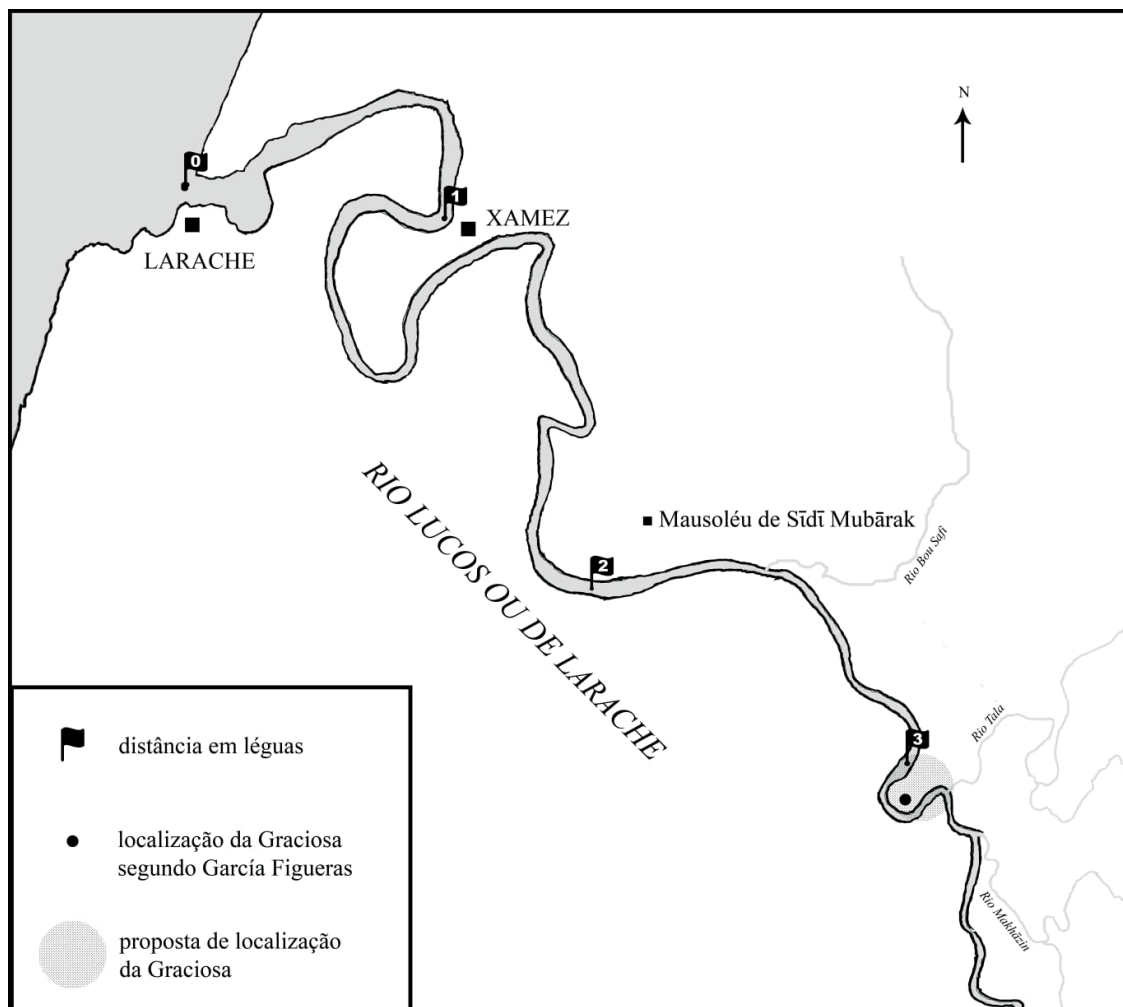 N
0
1
XAMEZ
LARACHE
RIO LUCOS OU DE LARACHE
Mausoléu de Sīdī Mubārak
2
Rio Bou Safi
3
Rio Tala
Rio Makhāzin
distância em léguas
localização da Graciosa
segundo García Figueras
proposta de localização
da Graciosa